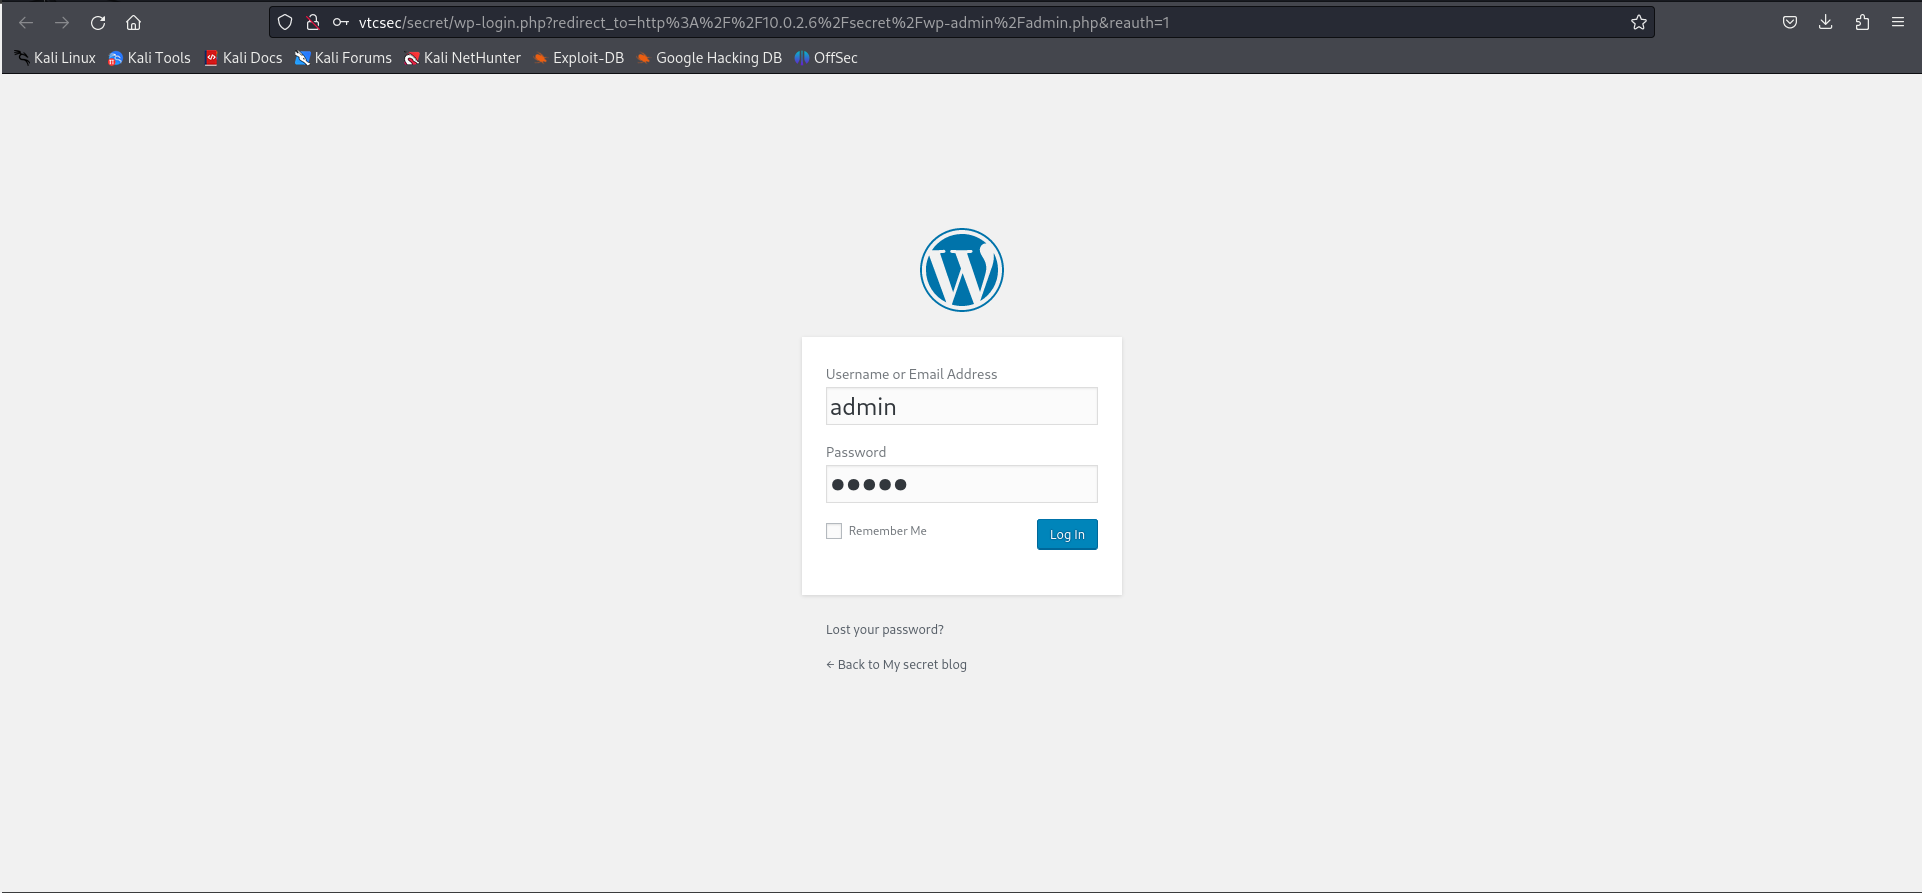 vtcsec/secret/wp-login.php?redirect_to=http%3A%2F%2F10.0.2.6%2Fsecret%2Fwp-admin%2Fadmin.php&reauth=1
Kali Linux Kali Tools Kali Docs Kali Forums Kali NetHunter Exploit-DB Google Hacking DB OffSec
Username or Email Address
admin
Password
●●●●●
Remember Me Log In
Lost your password?
← Back to My secret blog